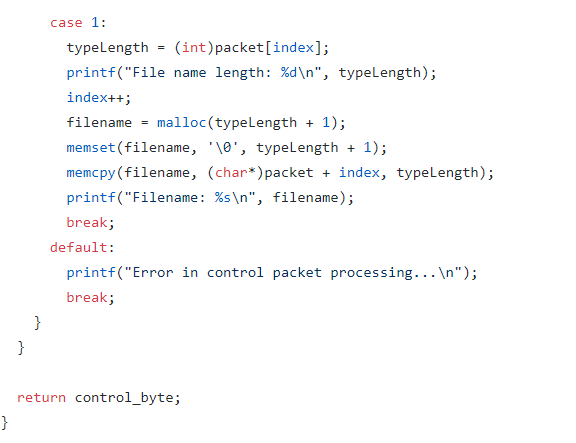 case 1:
typeLength = (int)packet[index];
printf("File name length: %d\n", typeLength);
index++;
filename = malloc(typeLength + 1);
memset(filename, '\0', typeLength + 1);
memcpy(filename, (char*)packet + index, typeLength);
printf("Filename: %s\n", filename);
break;
default:
printf("Error in control packet processing...\n");
break;
}
}
return control_byte;
}